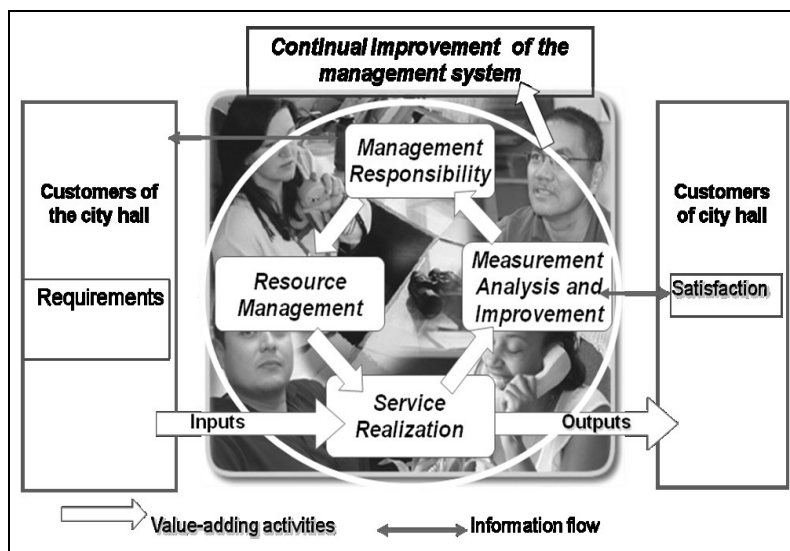 Continual improvement of the
management system
Customers of
the city hall
Requirements
Management
Responsibility
Resource
Management
Measurement
Analysis and
Improvement
Service
Realization
Customers
of city hall
Satisfaction
Inputs
Outputs
Value-adding activities
Information flow